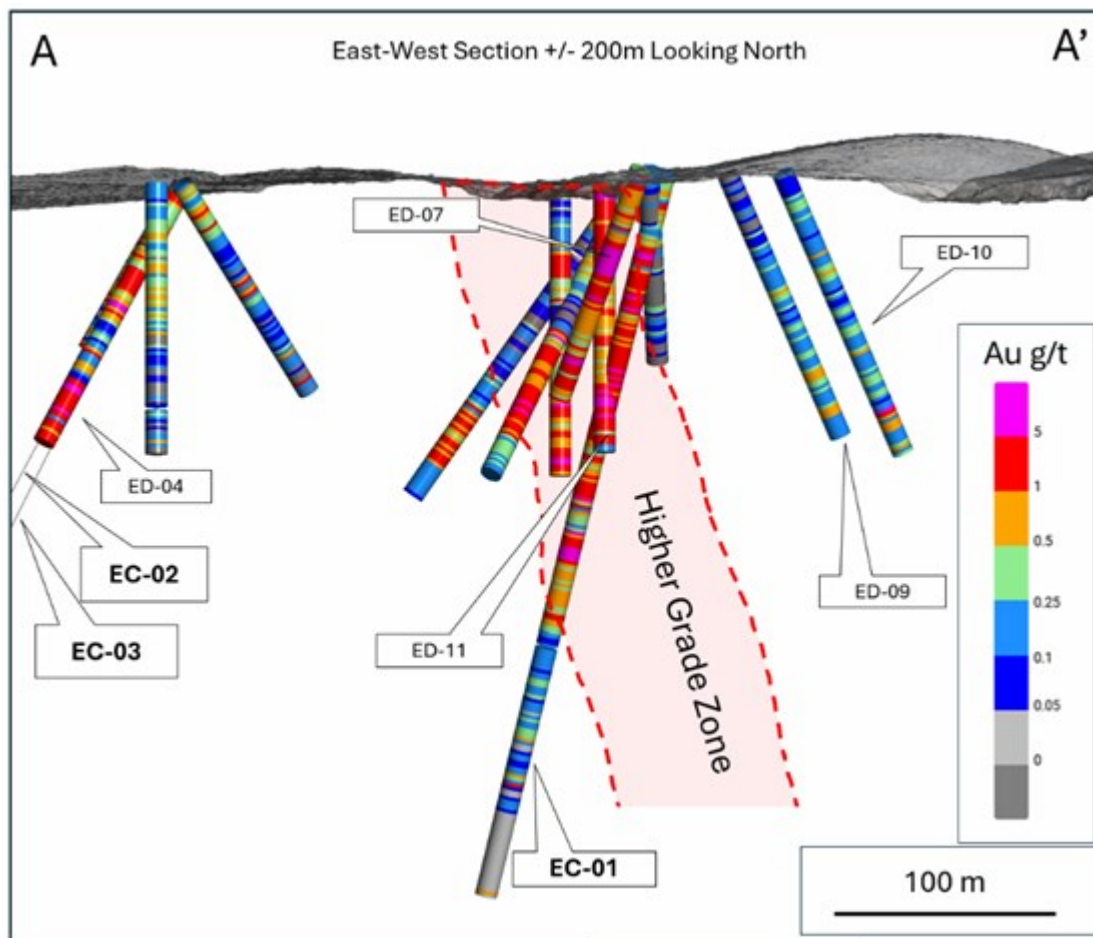 A
East-West Section +/- 200m Looking North
A’
ED-07
ED-10
Au g/t
5
1
0.5
0.25
0.1
0.05
0
ED-04
EC-02
EC-03
ED-11
ED-09
Higher Grade Zone
EC-01
100 m